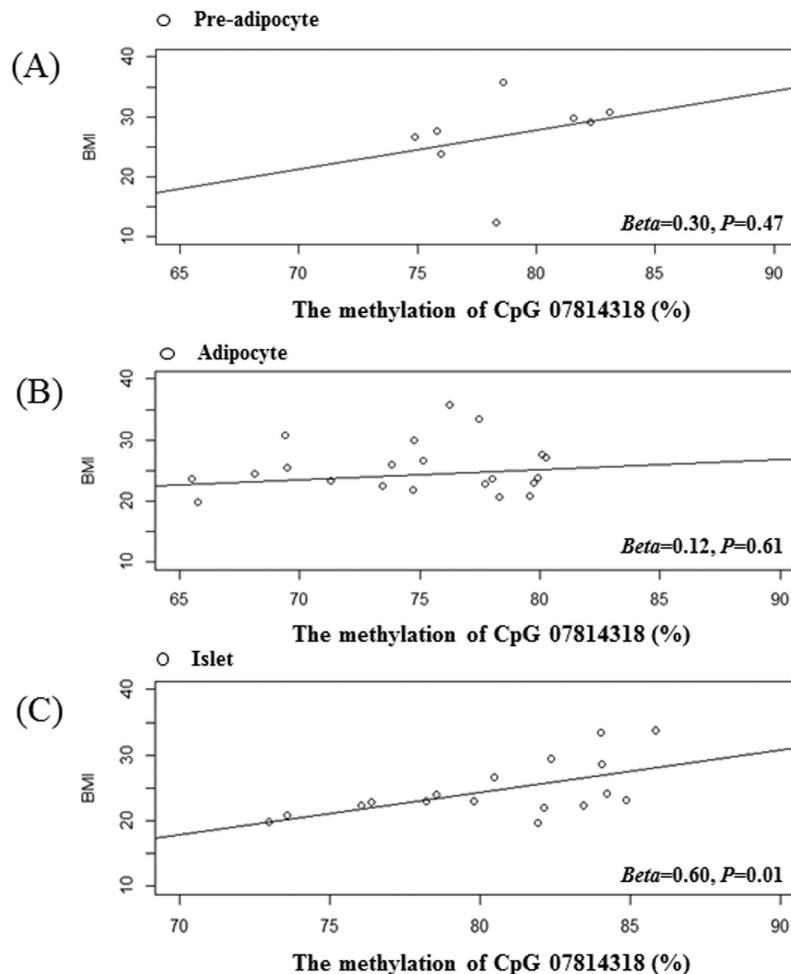 Pre-adipocyte
(A)
40
30
20
10
BMI
Beta=0.30, P=0.47
65 70 75 80 85 90
The methylation of CpG 07814318 (%)
Adipocyte
(B)
40
30
20
10
BMI
Beta=0.12, P=0.61
65 70 75 80 85 90
The methylation of CpG 07814318 (%)
Islet
(C)
40
30
20
10
BMI
Beta=0.60, P=0.01
70 75 80 85 90
The methylation of CpG 07814318 (%)